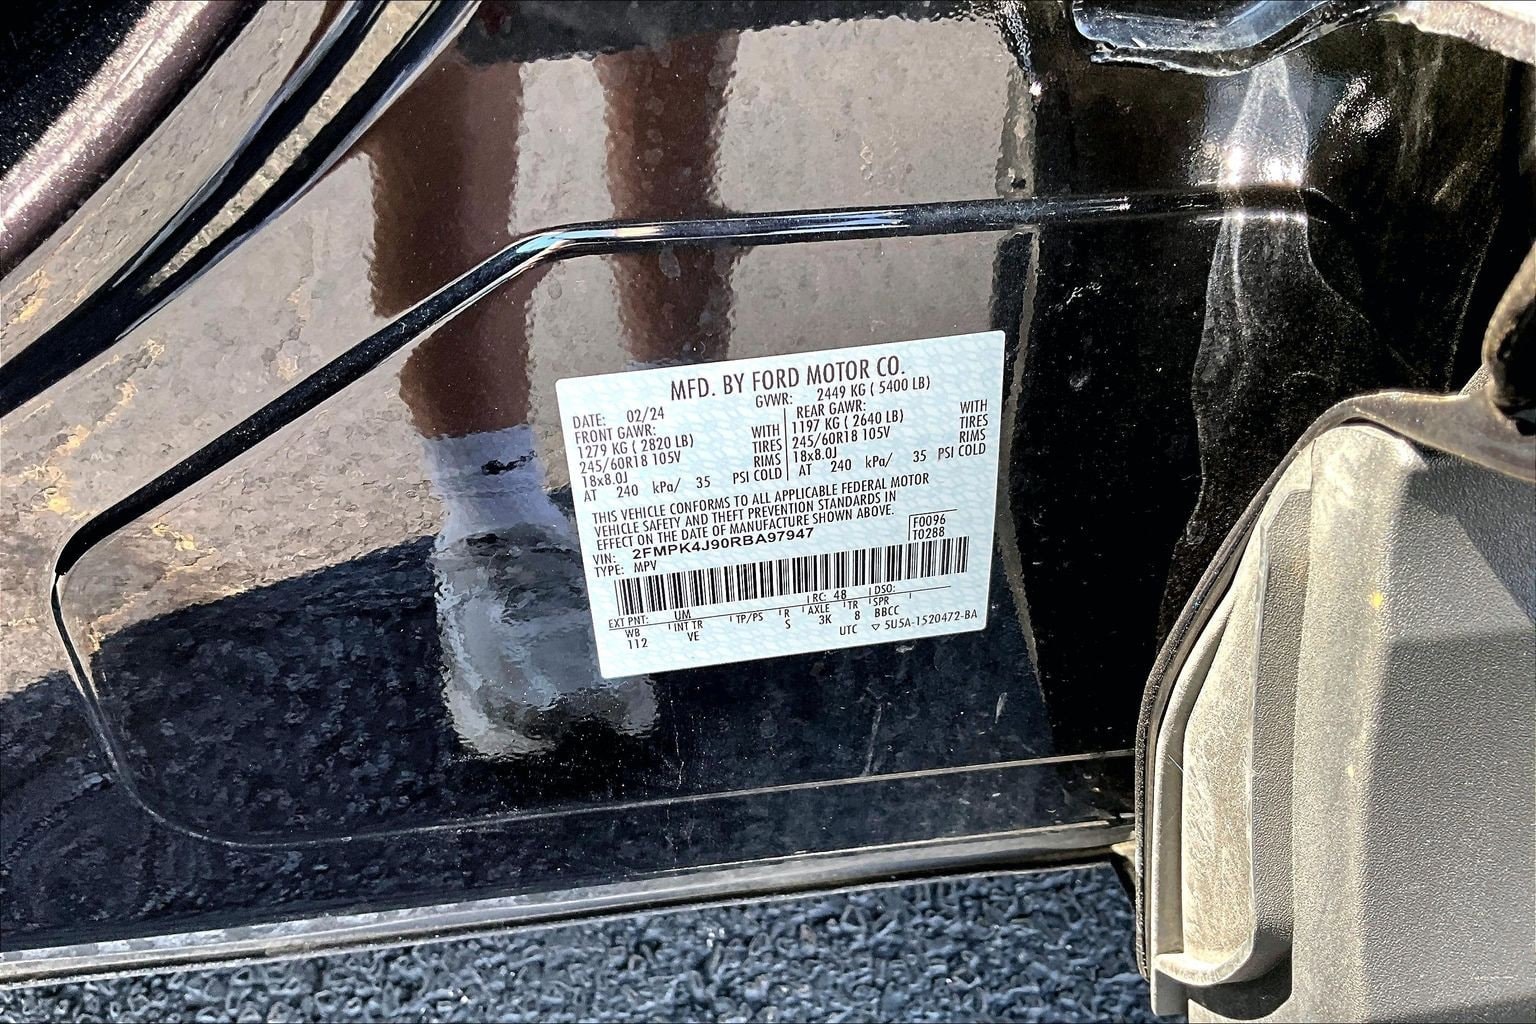 MFD. BY FORD MOTOR CO.
DATE: 02/24 GVWR: 2449 KG ( 5400 LB)
FRONT GAWR: WITH REAR GAWR: WITH
1279 KG ( 2820 LB) TIRES 1197 KG ( 2640 LB) TIRES
245/60R18 105V RIMS 245/60R18 105V RIMS
18x8.0J 18x8.0J
AT 240 kPa/ 35 PSI COLD AT 240 kPa/ 35 PSI COLD
THIS VEHICLE CONFORMS TO ALL APPLICABLE FEDERAL MOTOR
VEHICLE SAFETY AND THEFT PREVENTION STANDARDS IN
EFFECT ON THE DATE OF MANUFACTURE SHOWN ABOVE.
VIN: 2FMPK4J90RBA97947 F0096
TYPE: MPV T0288
EXT PNT: UM RC: 48 DSO:
WB INT TR TP/PS R AXLE TR SPR
112 VE S 3K 8 BBCC
UTC ▽ 5U5A-1520472-BA